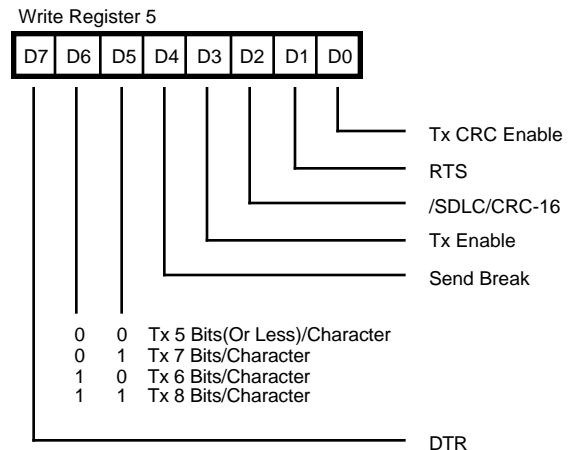 Write Register 5
D7 D6 D5 D4 D3 D2 D1 D0
Tx CRC Enable
RTS
/SDLC/CRC-16
Tx Enable
Send Break
0 0 Tx 5 Bits(Or Less)/Character
0 1 Tx 7 Bits/Character
1 0 Tx 6 Bits/Character
1 1 Tx 8 Bits/Character
DTR